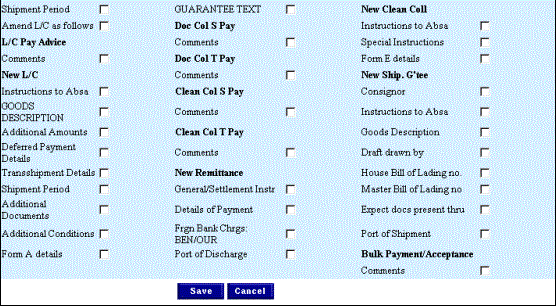 Shipment Period
Amend L/C as follows
L/C Pay Advice
Comments
New L/C
Instructions to Absa
GOODS
DESCRIPTION
Additional Amounts
Deferred Payment
Details
Transshipment Details
Shipment Period
Additional
Documents
Additional Conditions
Form A details
GUARANTEE TEXT
Doc Col S Pay
Comments
Doc Col T Pay
Comments
Clean Col S Pay
Comments
Clean Col T Pay
Comments
New Remittance
General/Settlement Instr
Details of Payment
Frgn Bank Chrgs:
BEN/OUR
Port of Discharge
New Clean Coll
Instructions to Absa
Special Instructions
Form E details
New Ship. G'tee
Consignor
Instructions to Absa
Goods Description
Draft drawn by
House Bill of Lading no.
Master Bill of Lading no
Expect docs present thru
Port of Shipment
Bulk Payment/Acceptance
Comments
Save
Cancel